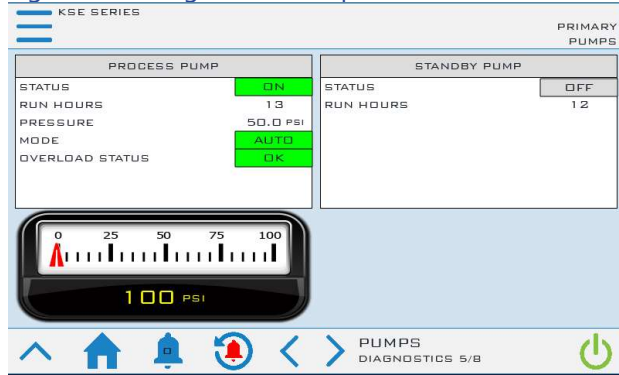 KSE SERIES
PRIMARY
PUMPS
PROCESS PUMP
STATUS ON
RUN HOURS 13
PRESSURE 50.0 PSI
MODE AUTO
OVERLOAD STATUS OK
STANDBY PUMP
STATUS OFF
RUN HOURS 12
0 25 50 75 100
100 PSI
0
PUMPS
DIAGNOSTICS 5/8